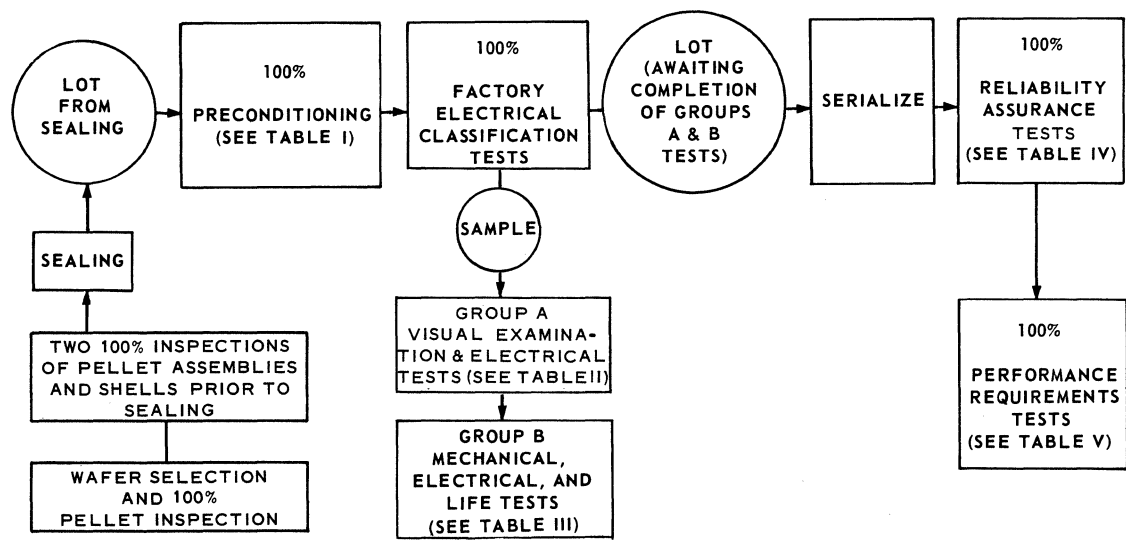 LOT
FROM
SEALING
100%
PRECONDITIONING
(SEE TABLE I)
100%
FACTORY
ELECTRICAL
CLASSIFICATION
TESTS
LOT
(AWAITING
COMPLETION
OF GROUPS
A & B
TESTS)
SERIALIZE
100%
RELIABILITY
ASSURANCE
TESTS
(SEE TABLE IV)
SEALING
SAMPLE
TWO 100% INSPECTIONS
OF PELLET ASSEMBLIES
AND SHELLS PRIOR TO
SEALING
GROUP A
VISUAL EXAMINA-
TION & ELECTRICAL
TESTS (SEE TABLE II)
100%
PERFORMANCE
REQUIREMENTS
TESTS
(SEE TABLE V)
WAFER SELECTION
AND 100%
PELLET INSPECTION
GROUP B
MECHANICAL,
ELECTRICAL, AND
LIFE TESTS
(SEE TABLE III)